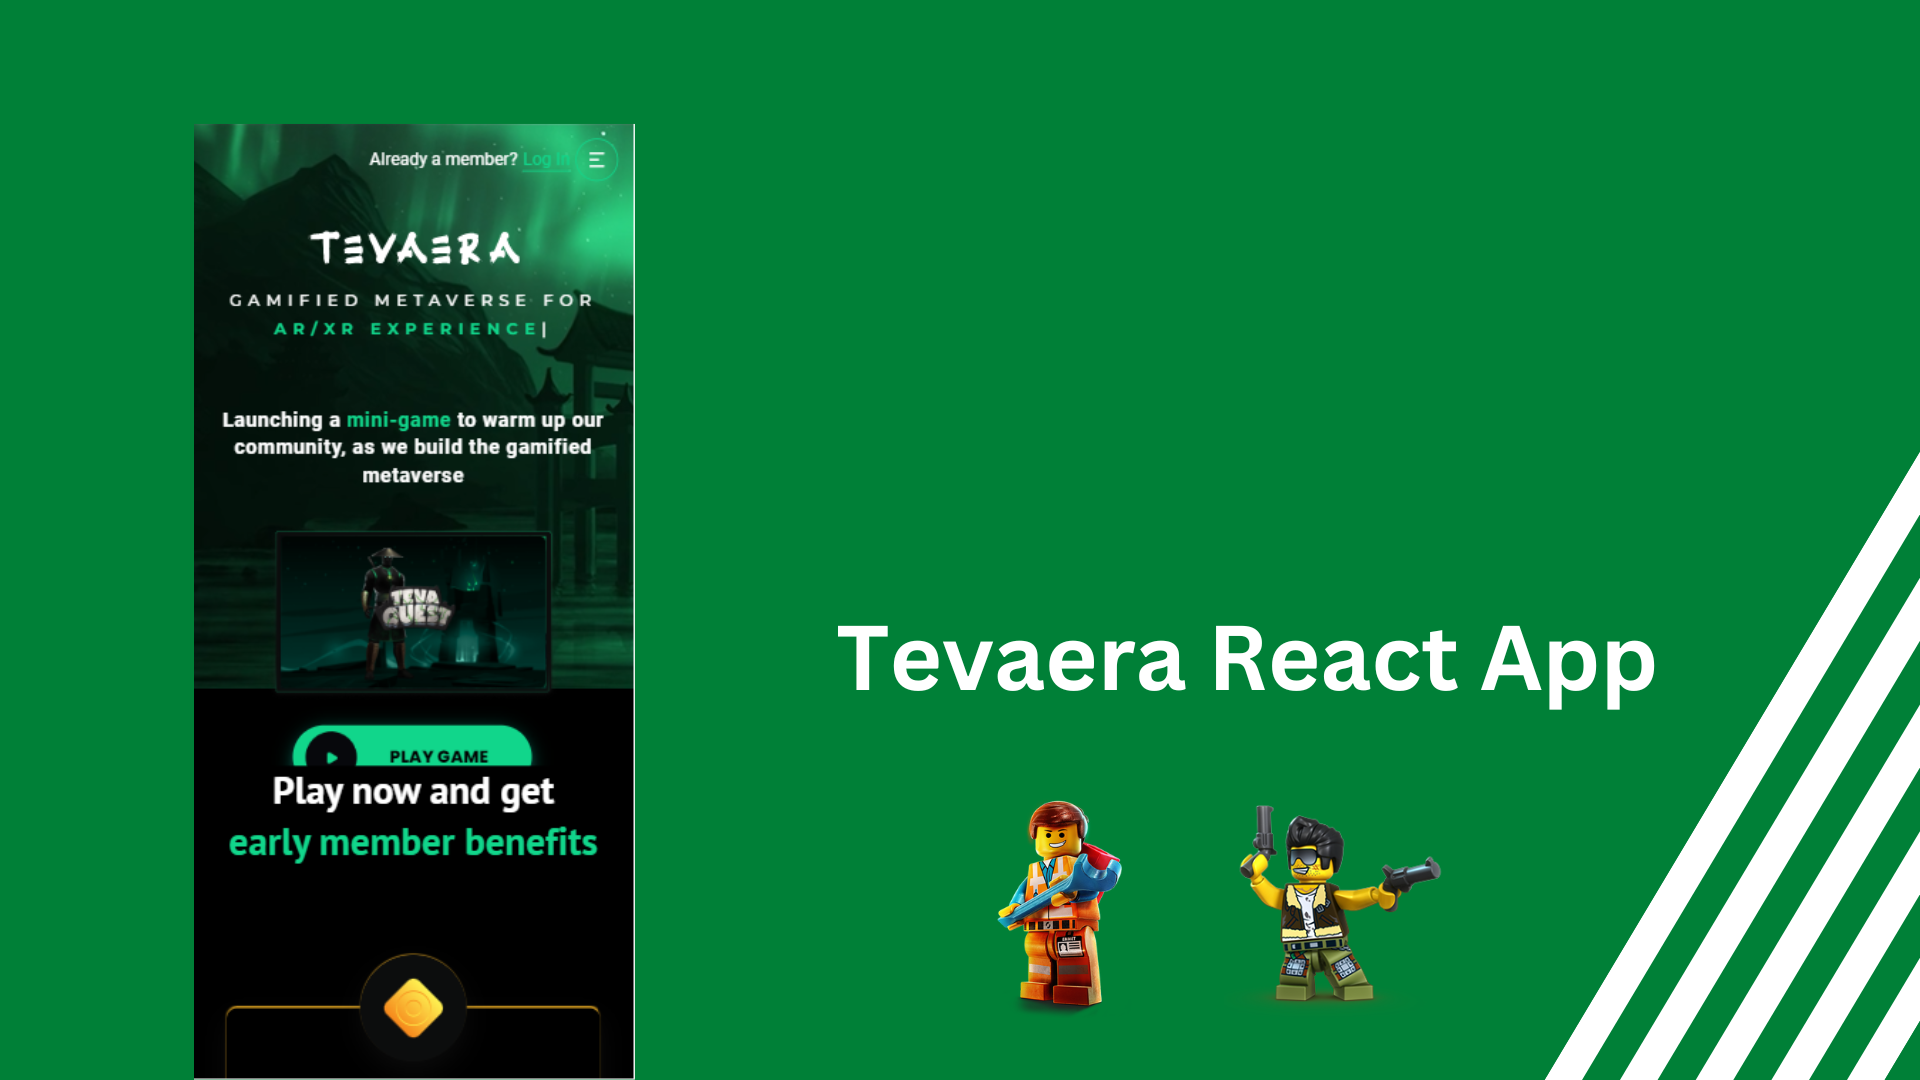 Already a member? Log In
TEVAERA
GAMIFIED METAVERSE FOR
AR/XR EXPERIENCE|
Launching a mini-game to warm up our
community, as we build the gamified
metaverse
TEVA
QUEST
PLAY GAME
Play now and get
early member benefits
Tevaera React App